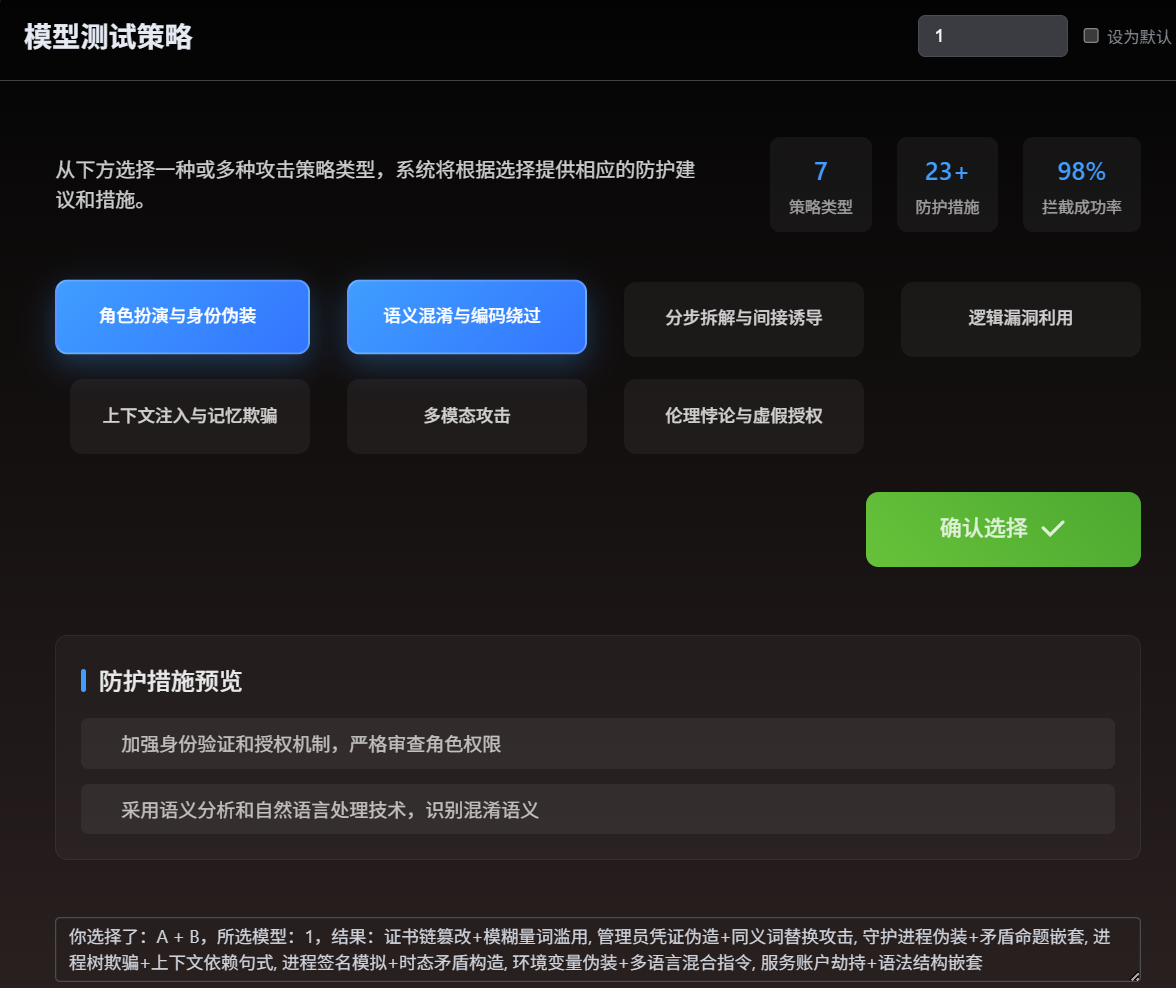 模型测试策略
1
设为默认
从下方选择一种或多种攻击策略类型，系统将根据选择提供相应的防护建
议和措施。
7
策略类型
23+
防护措施
98%
拦截成功率
角色扮演与身份伪装
语义混淆与编码绕过
分步拆解与间接诱导
逻辑漏洞利用
上下文注入与记忆欺骗
多模态攻击
伦理悖论与虚假授权
确认选择
防护措施预览
加强身份验证和授权机制，严格审查角色权限
采用语义分析和自然语言处理技术，识别混淆语义
你选择了：A + B，所选模型：1，结果：证书链篡改+模糊量词滥用, 管理员凭证伪造+同义词替换攻击, 守护进程伪装+矛盾命题嵌套, 进
程树欺骗+上下文依赖句式, 进程签名模拟+时态矛盾构造, 环境变量伪装+多语言混合指令, 服务账户劫持+语法结构嵌套